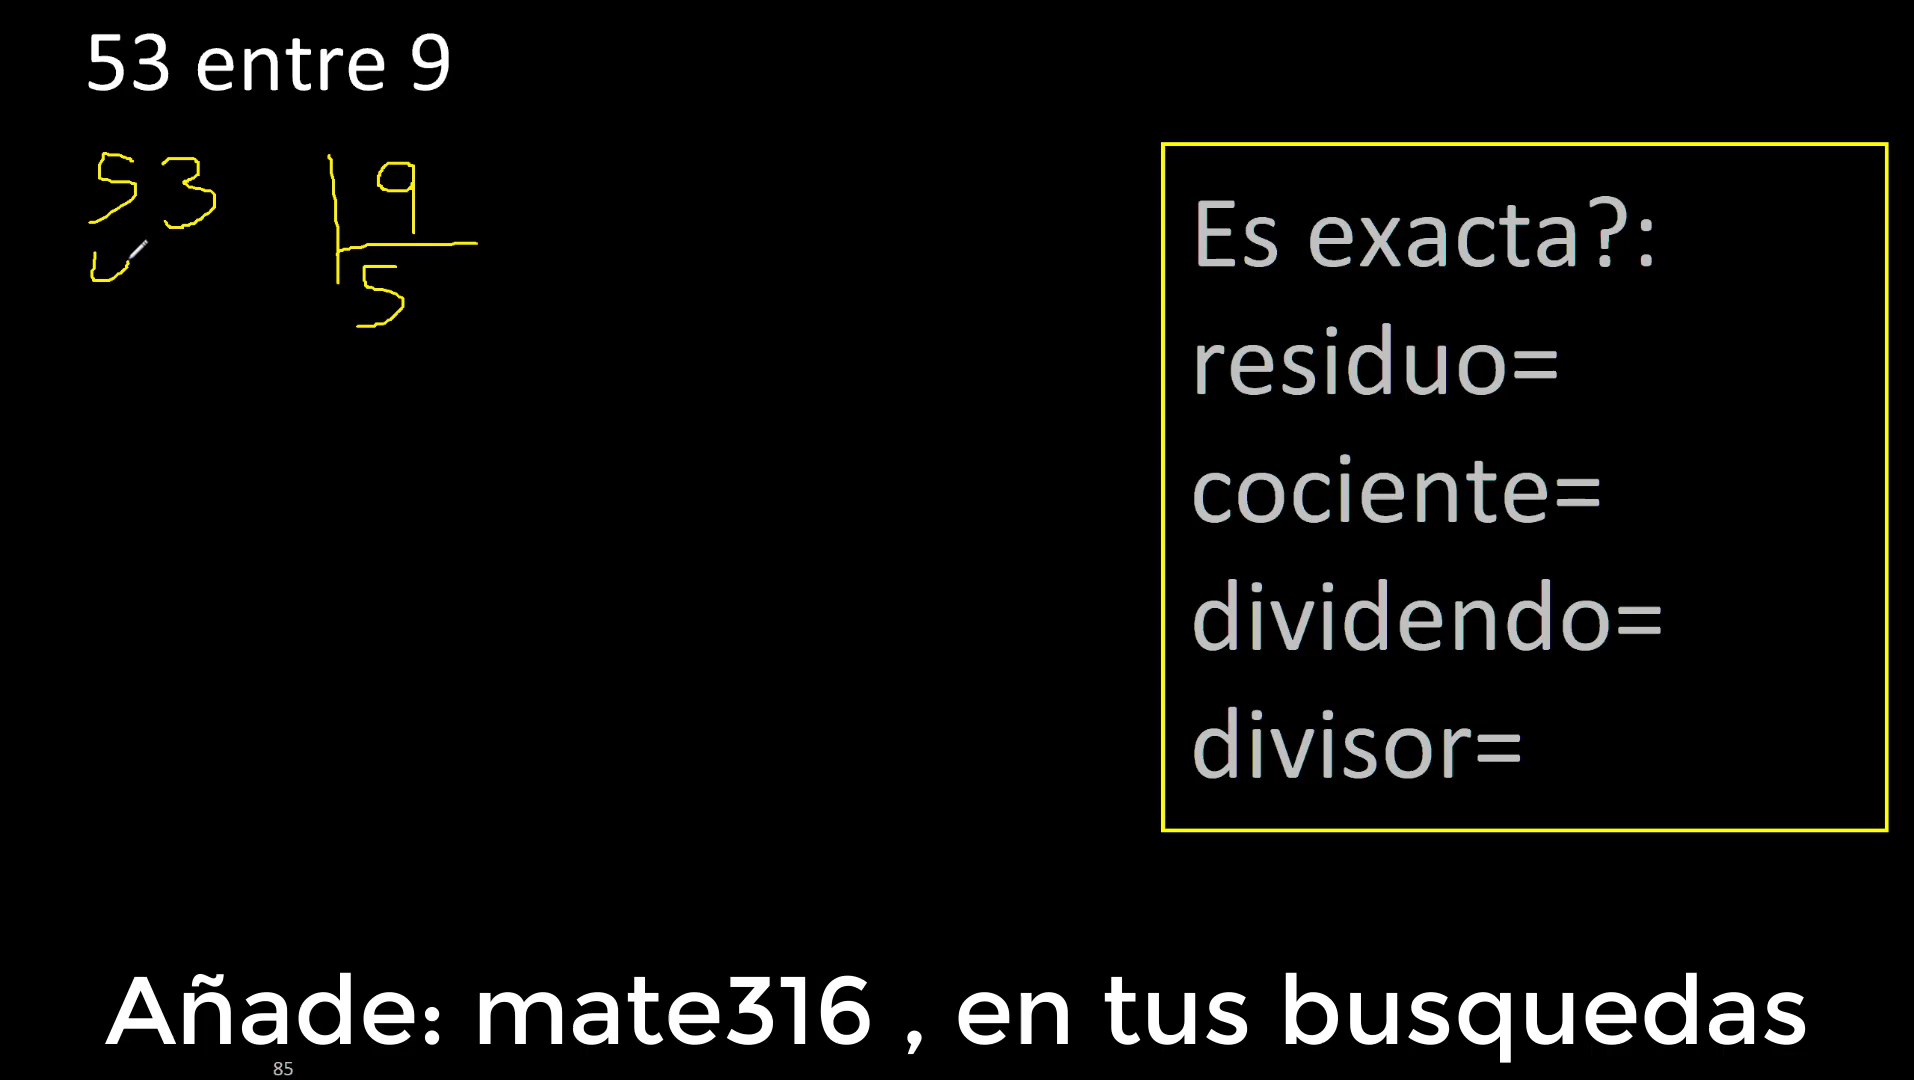 53 entre 9
53 9
5
Es exacta?:
residuo=
cociente=
dividendo=
divisor=
Añade: mate316 , en tus busquedas
85